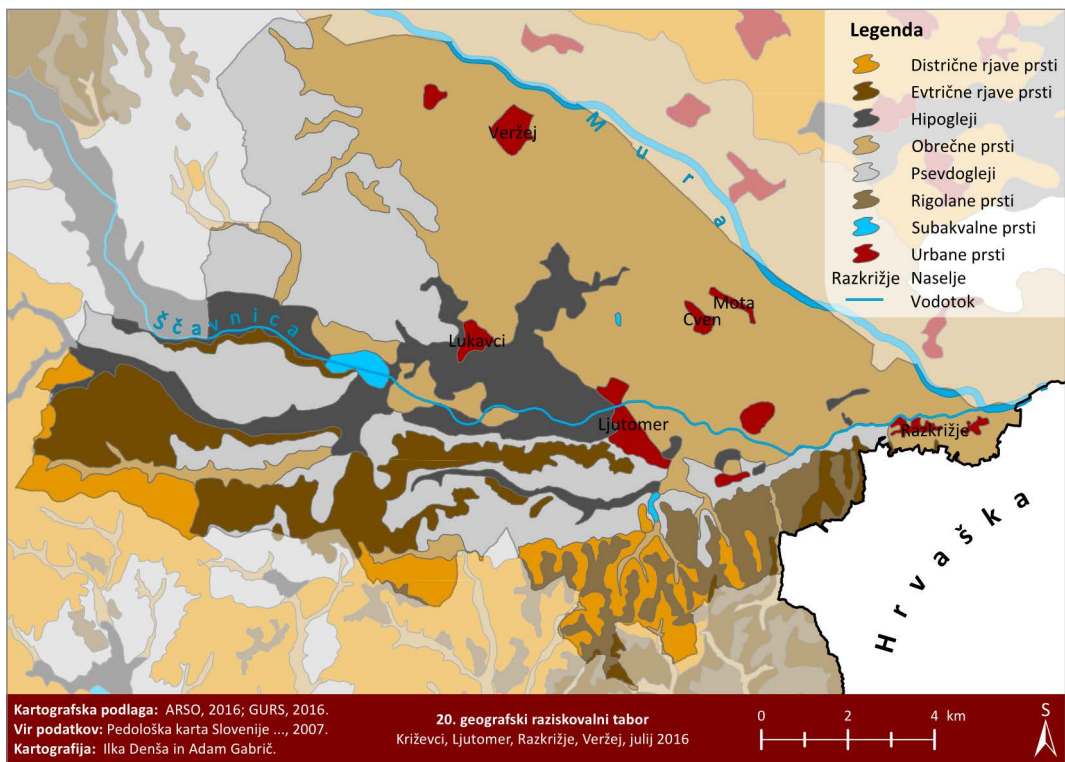 Legenda
Distrične rjave prsti
Evtrične rjave prsti
Hipogleji
Obrečne prsti
Psevdogleji
Rigolane prsti
Subakvalne prsti
Urbane prsti
Razkrižje Naselje
Vodotok
Veržej
Mura
Mota
Cven
Ščavnica
Lukavci
Ljutomer
Razkrižje
Hrvaška
Kartografska podlaga: ARSO, 2016; GURS, 2016.
Vir podatkov: Pedološka karta Slovenije ..., 2007.
Kartografija: Ilka Denša in Adam Gabrič.
20. geografski raziskovalni tabor
Križevci, Ljutomer, Razkrižje, Veržej, julij 2016
0 2 4 km
S